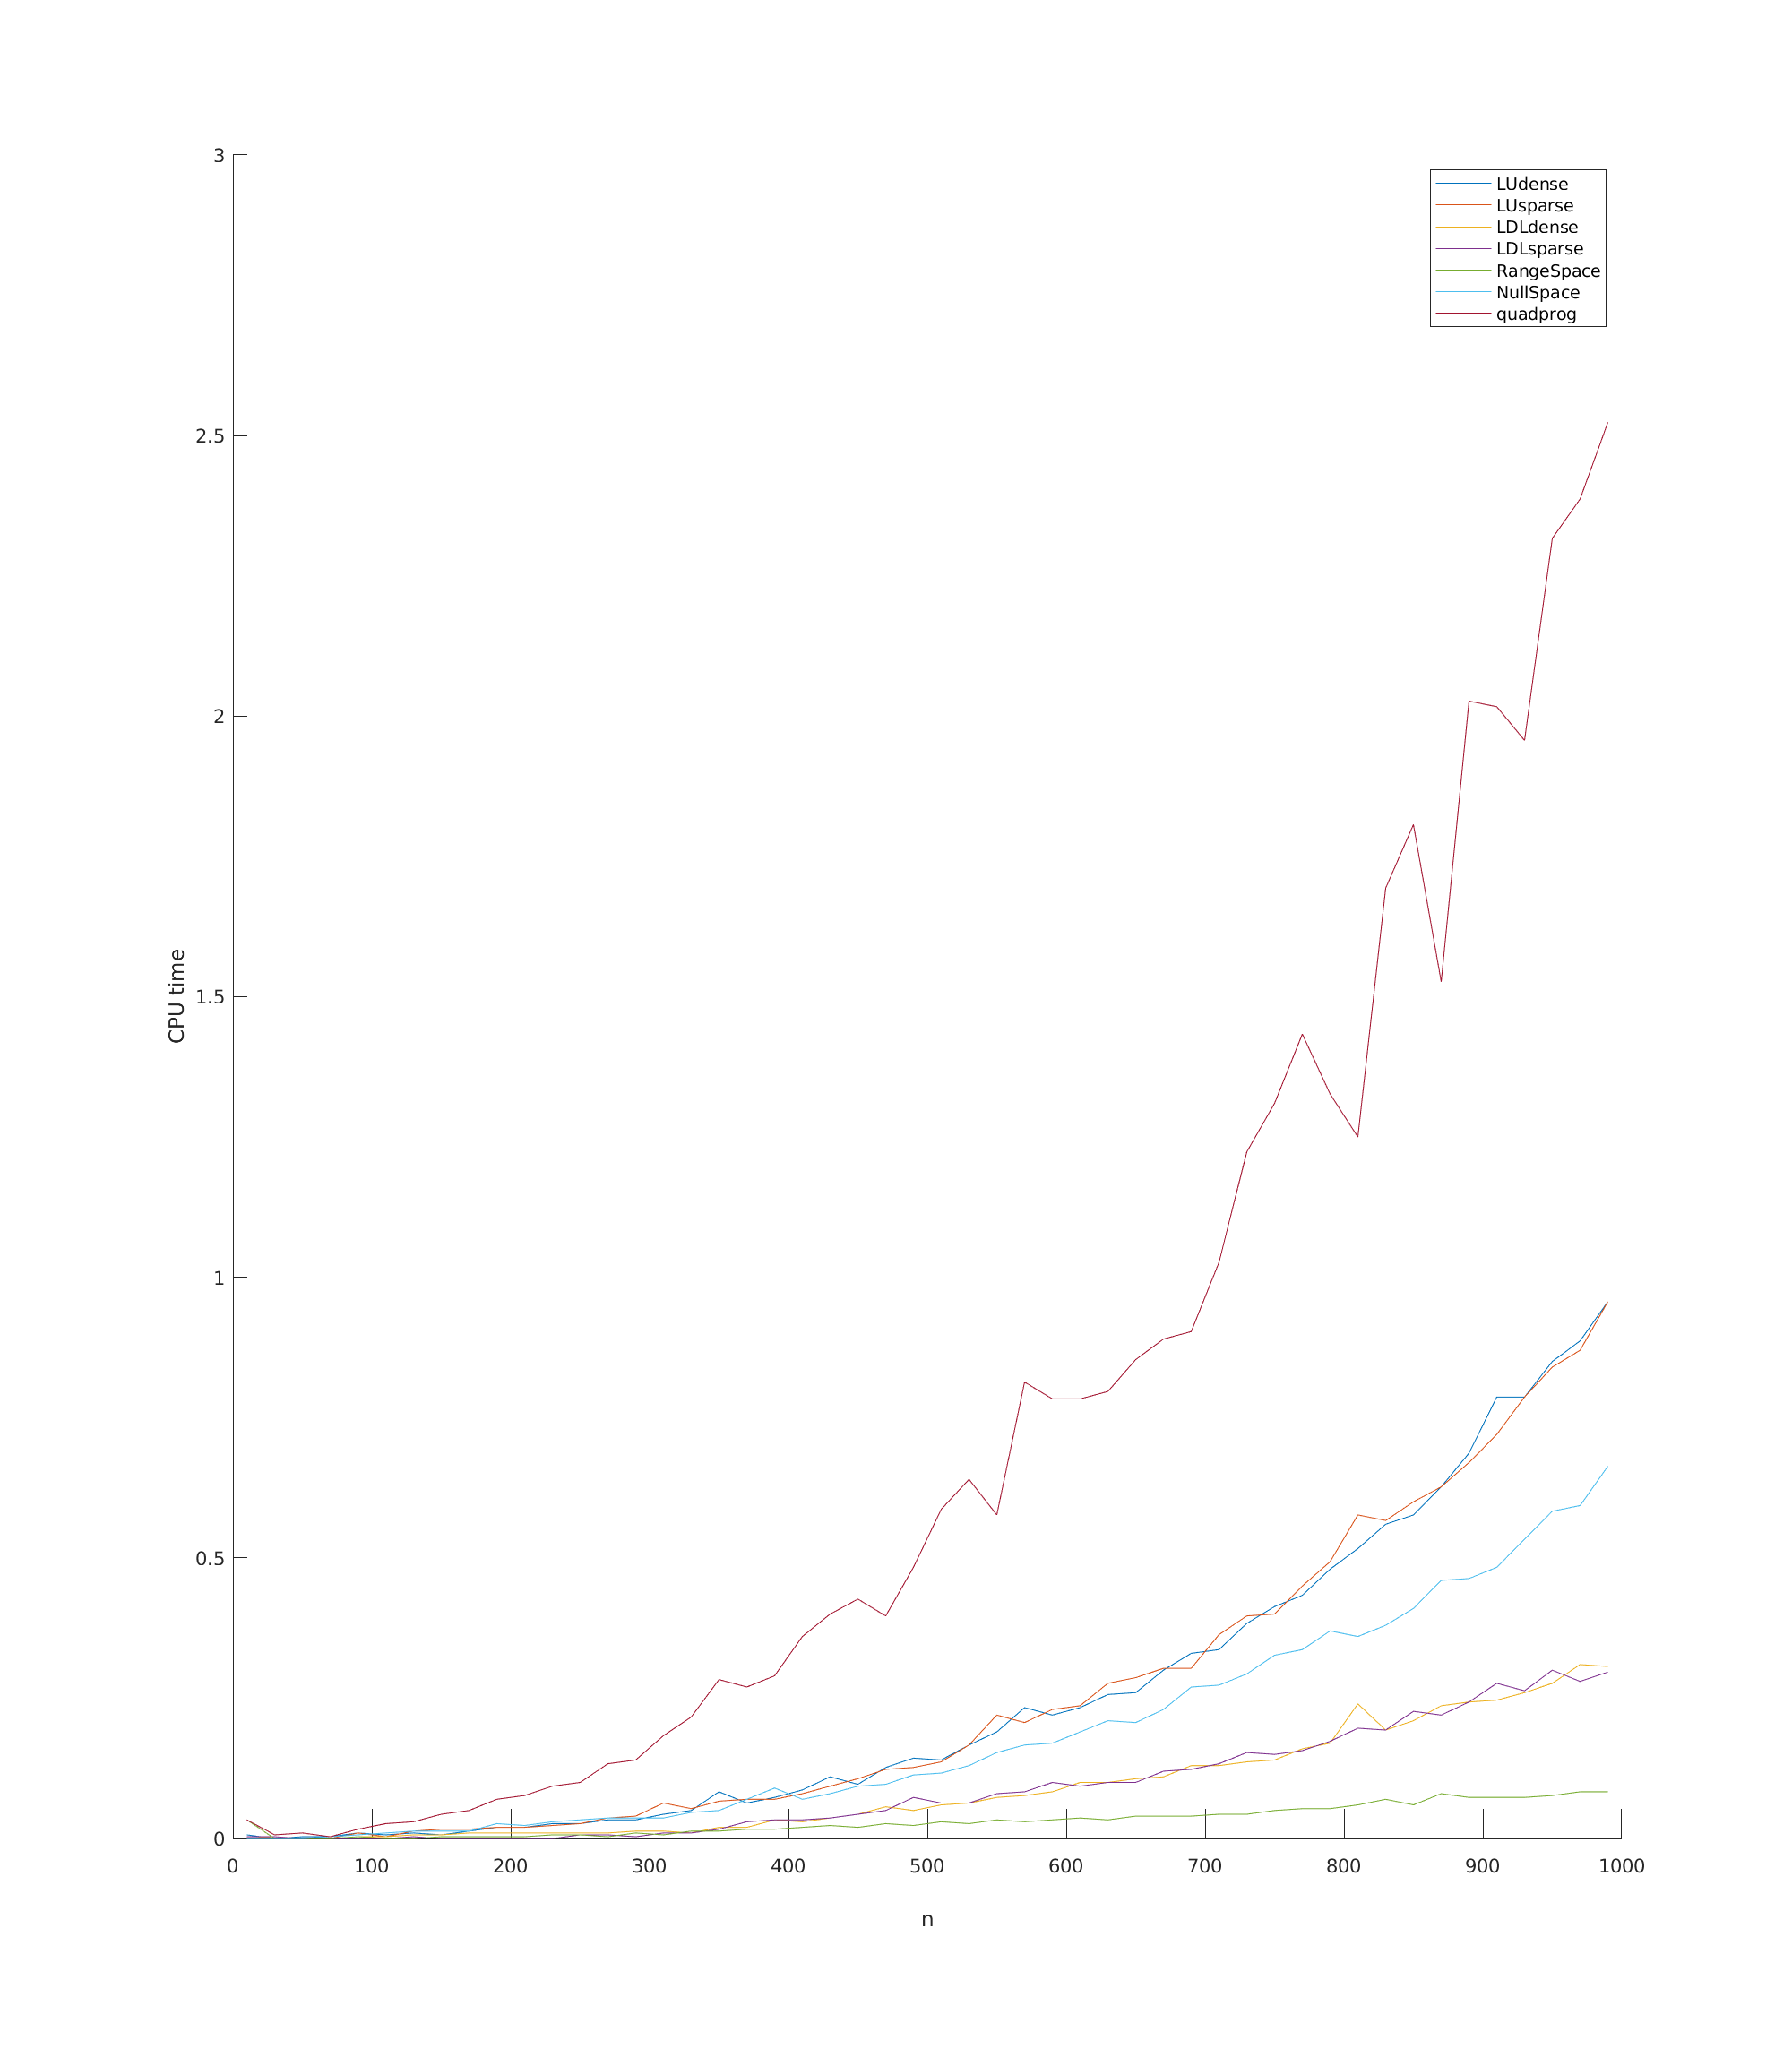 3
2.5
2
1.5
1
0.5
0
CPU time
0 100 200 300 400 500 600 700 800 900 1000
n
LUdense
LUsparse
LDLdense
LDLsparse
RangeSpace
NullSpace
quadprog